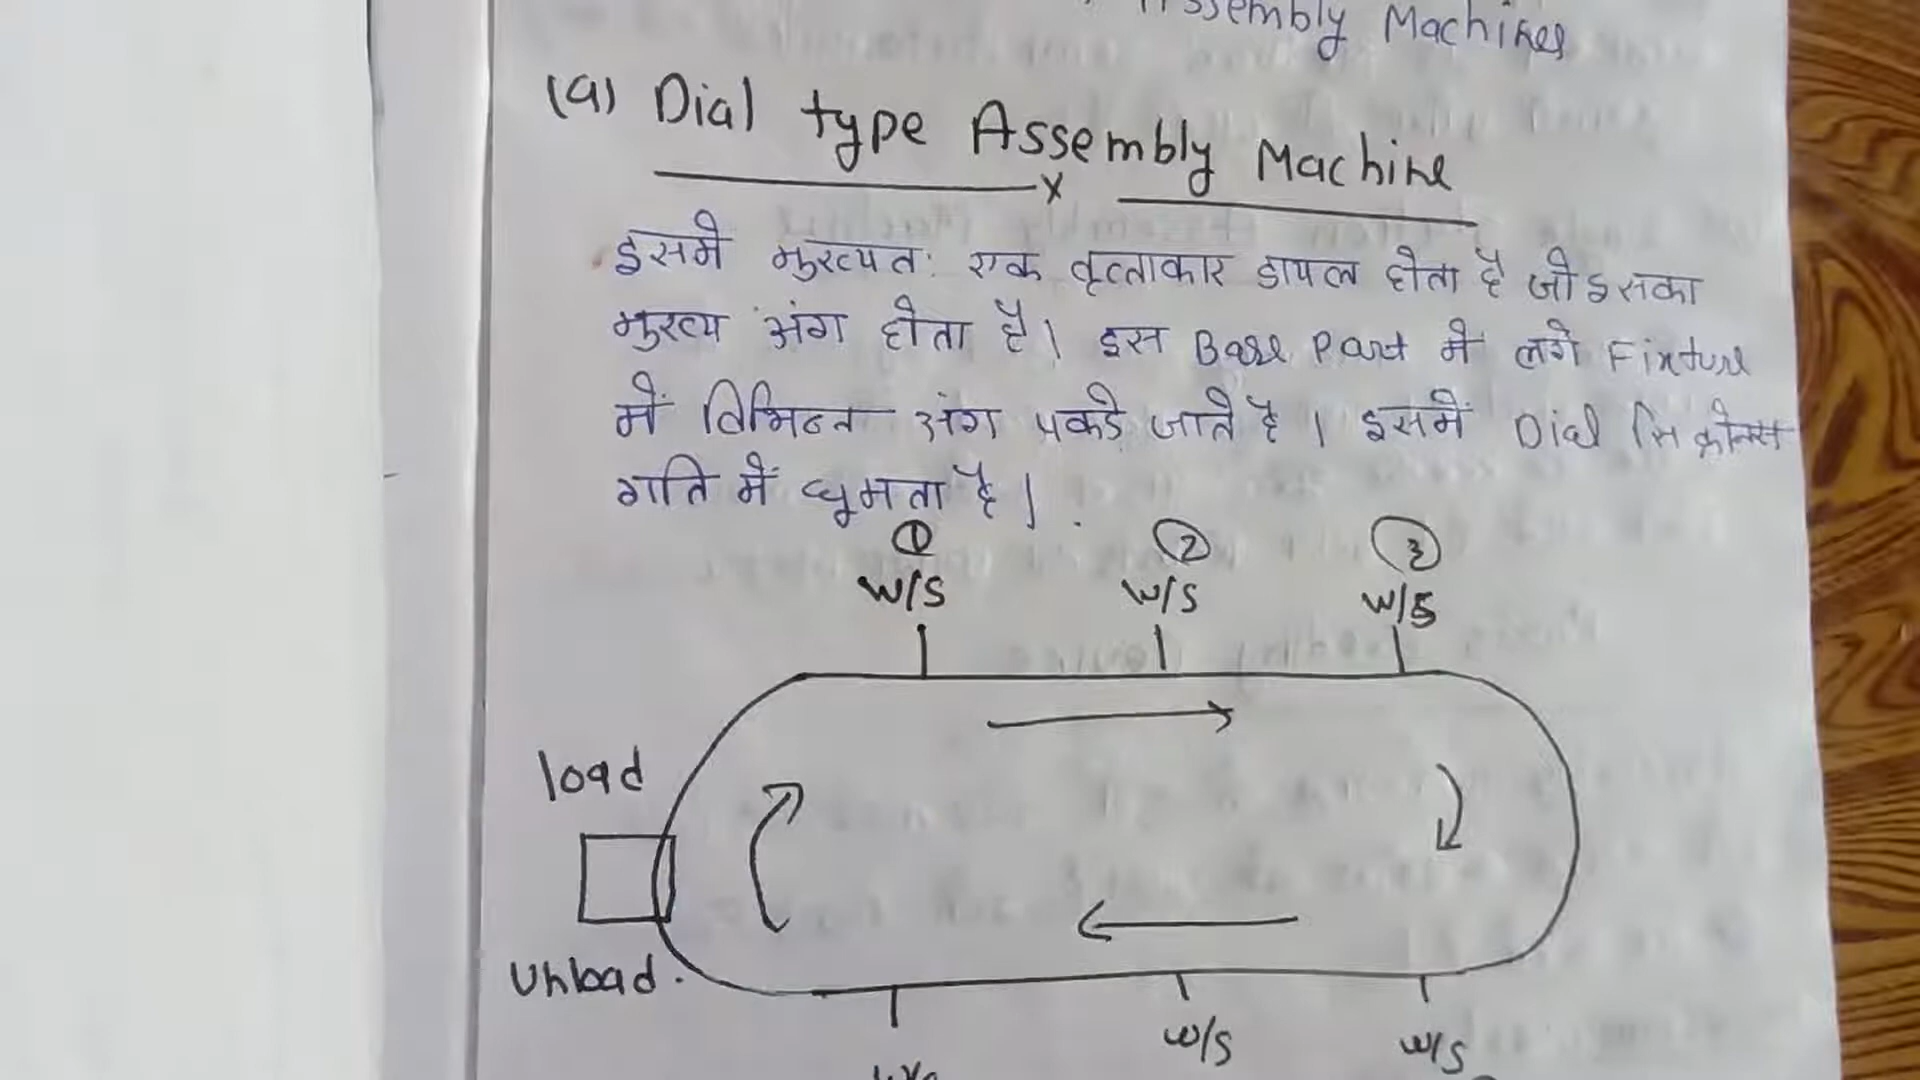 Assembly Machines
(a) Dial type Assembly Machine
इसमे मुख्यतः एक वृत्ताकार डायल होता है जो इसका
मुख्य अंग होता है। इस Base Part में लगे Fixture
में विभिन्न अंग पकडे जाते है। इसमें Dial
गति में घूमता है।
① ② ③
W/S W/S W/S
load
Unload.
W/S W/S